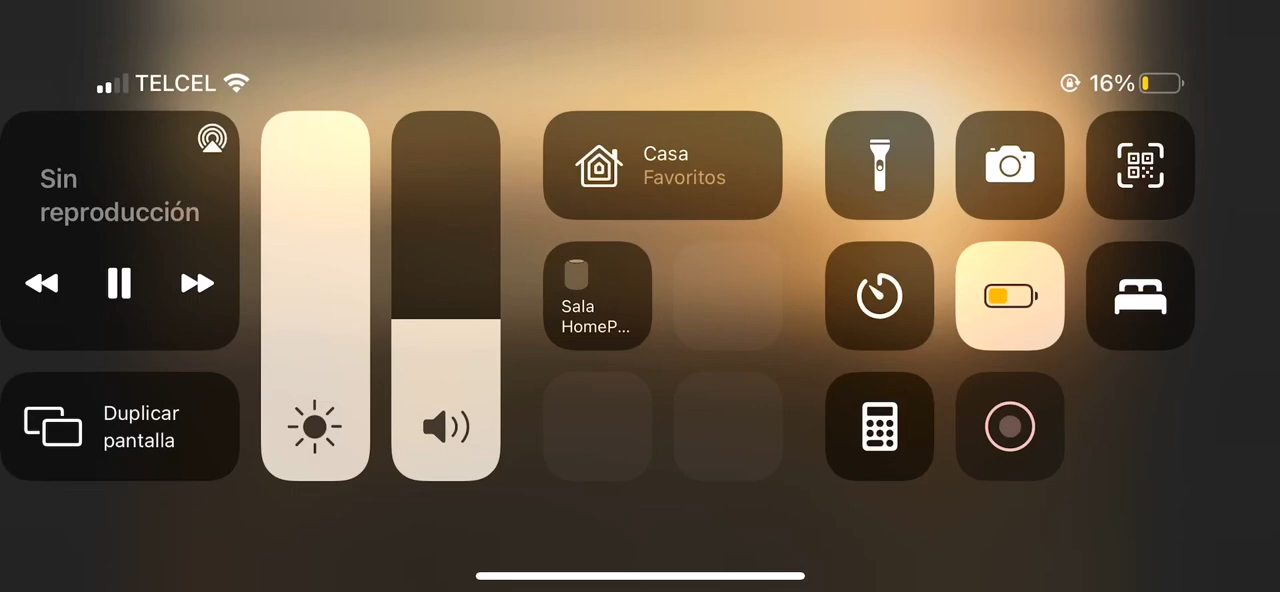 TELCEL
16%
Sin
reproducción
Duplicar
pantalla
Casa
Favoritos
Sala
HomeP...